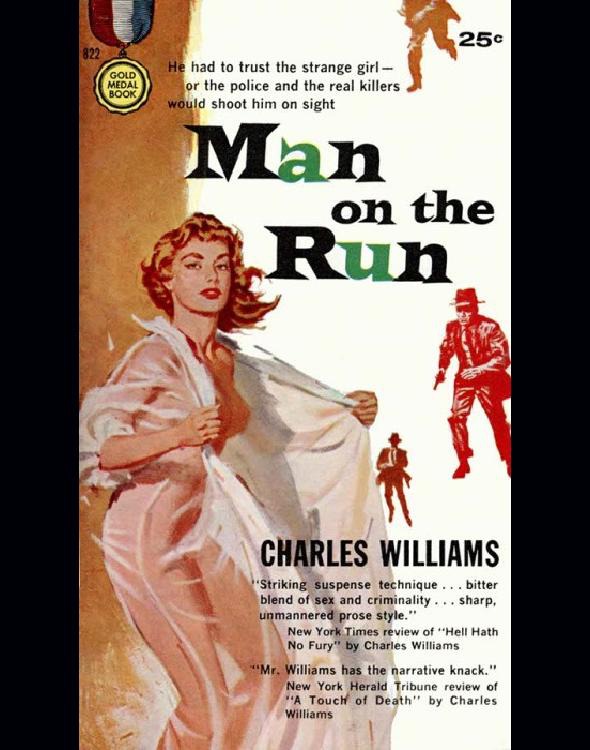 822
25¢
GOLD
MEDAL
BOOK
He had to trust the strange girl —
or the police and the real killers
would shoot him on sight
Man
on the
Run
CHARLES WILLIAMS
"Striking suspense technique . . . bitter
blend of sex and criminality . . . sharp,
unmannered prose style."
New York Times review of "Hell Hath
No Fury" by Charles Williams
"Mr. Williams has the narrative knack."
New York Herald Tribune review of
"A Touch of Death" by Charles
Williams